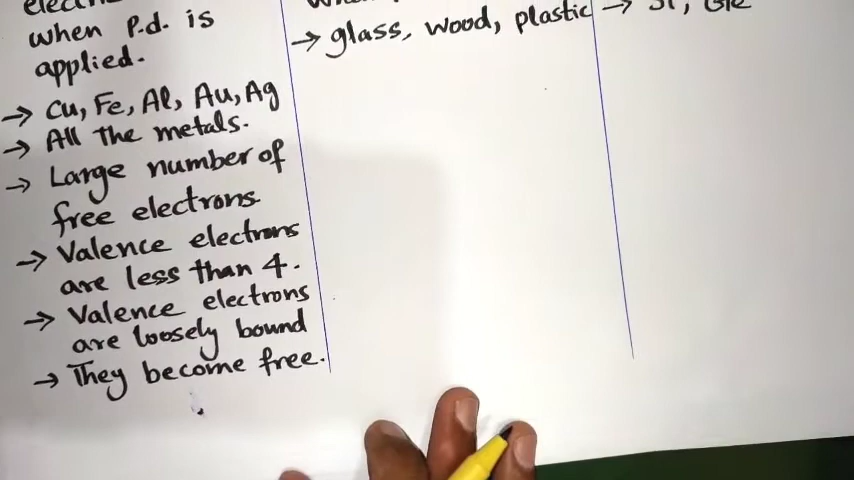 when P.d. is
applied.
→ Cu, Fe, Al, Au, Ag
→ All the metals.
→ Large number of
free electrons
→ Valence electrons
are less than 4.
→ Valence electrons
are loosely bound
→ They become free.
→ glass, wood, plastic
→